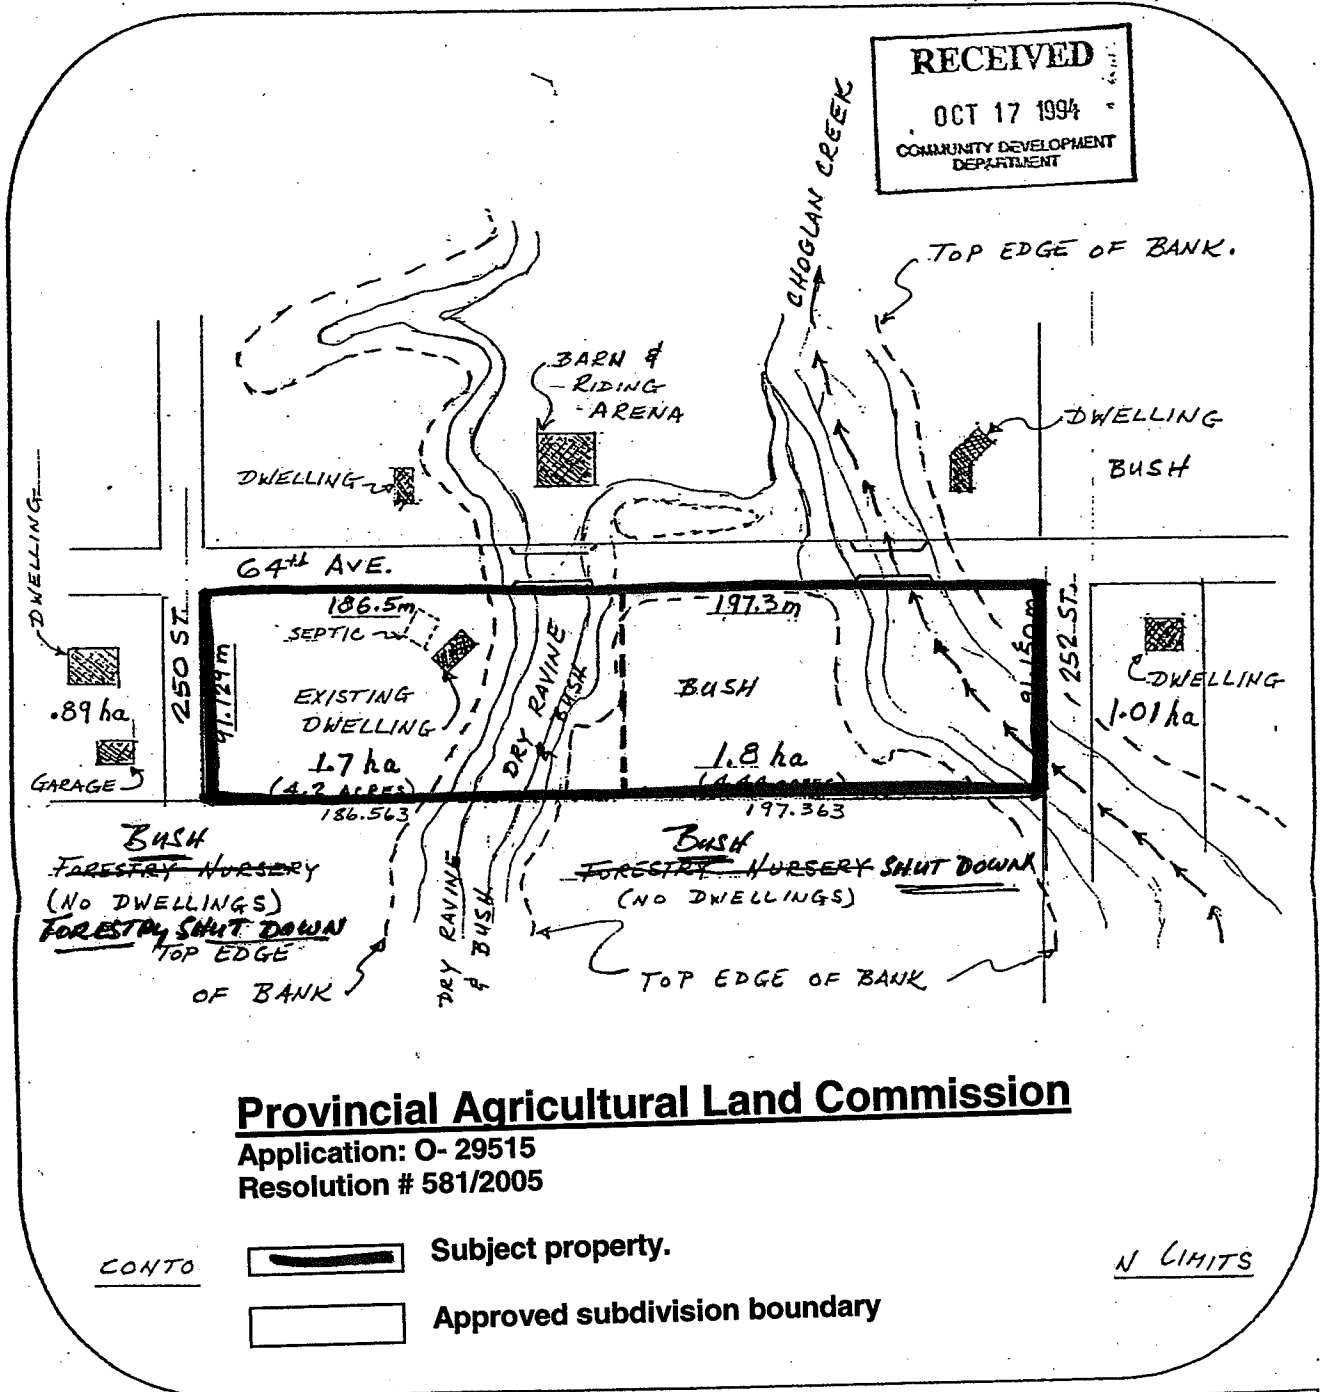 RECEIVED
OCT 17 1994
COMMUNITY DEVELOPMENT
DEPARTMENT
CHOGLAN CREEK
TOP EDGE OF BANK.
BARN &
RIDING
ARENA
DWELLING
DWELLING
BUSH
DWELLING
64th AVE.
186.5m
197.3m
SEPTIC
250 ST.
91.129m
EXISTING
DWELLING
DRY RAVINE
& BUSH
BUSH
91.150m
252 ST.
DWELLING
.89 ha
1.01 ha
GARAGE
1.7 ha
(4.2 ACRES)
1.8 ha
(4.44 ACRES)
186.563
197.363
BUSH
FORESTRY NURSERY
(NO DWELLINGS)
FORESTRY SHUT DOWN
TOP EDGE
OF BANK
DRY RAVINE
& BUSH
BUSH
FORESTRY NURSERY SHUT DOWN
(NO DWELLINGS)
TOP EDGE OF BANK
Provincial Agricultural Land Commission
Application: O- 29515
Resolution # 581/2005
CONTO
Subject property.
N LIMITS
Approved subdivision boundary